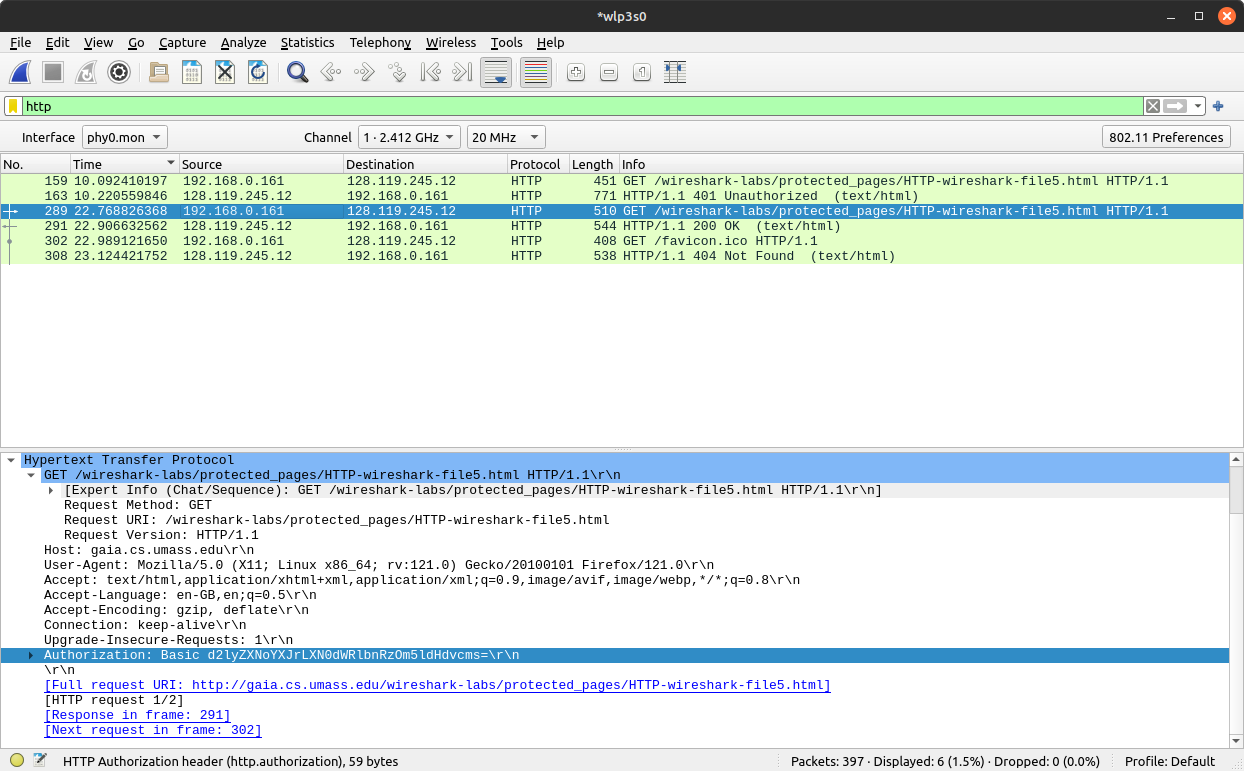 *wlp3s0
File Edit View Go Capture Analyze Statistics Telephony Wireless Tools Help
http
Interface phy0.mon Channel 1 · 2.412 GHz 20 MHz 802.11 Preferences
No. Time Source Destination Protocol Length Info
159 10.092410197 192.168.0.161 128.119.245.12 HTTP 451 GET /wireshark-labs/protected_pages/HTTP-wireshark-file5.html HTTP/1.1
163 10.220559846 128.119.245.12 192.168.0.161 HTTP 771 HTTP/1.1 401 Unauthorized (text/html)
289 22.768826368 192.168.0.161 128.119.245.12 HTTP 510 GET /wireshark-labs/protected_pages/HTTP-wireshark-file5.html HTTP/1.1
291 22.906632562 128.119.245.12 192.168.0.161 HTTP 544 HTTP/1.1 200 OK (text/html)
302 22.989121650 192.168.0.161 128.119.245.12 HTTP 408 GET /favicon.ico HTTP/1.1
308 23.124421752 128.119.245.12 192.168.0.161 HTTP 538 HTTP/1.1 404 Not Found (text/html)
Hypertext Transfer Protocol
GET /wireshark-labs/protected_pages/HTTP-wireshark-file5.html HTTP/1.1\r\n
[Expert Info (Chat/Sequence): GET /wireshark-labs/protected_pages/HTTP-wireshark-file5.html HTTP/1.1\r\n]
Request Method: GET
Request URI: /wireshark-labs/protected_pages/HTTP-wireshark-file5.html
Request Version: HTTP/1.1
Host: gaia.cs.umass.edu\r\n
User-Agent: Mozilla/5.0 (X11; Linux x86_64; rv:121.0) Gecko/20100101 Firefox/121.0\r\n
Accept: text/html,application/xhtml+xml,application/xml;q=0.9,image/avif,image/webp,*/*;q=0.8\r\n
Accept-Language: en-GB,en;q=0.5\r\n
Accept-Encoding: gzip, deflate\r\n
Connection: keep-alive\r\n
Upgrade-Insecure-Requests: 1\r\n
Authorization: Basic d2lyZXNoYXJrLXN0dWRlbnRzOm5ldHdvcms=\r\n
\r\n
[Full request URI: http://gaia.cs.umass.edu/wireshark-labs/protected_pages/HTTP-wireshark-file5.html]
[HTTP request 1/2]
[Response in frame: 291]
[Next request in frame: 302]
HTTP Authorization header (http.authorization), 59 bytes Packets: 397 · Displayed: 6 (1.5%) · Dropped: 0 (0.0%) Profile: Default